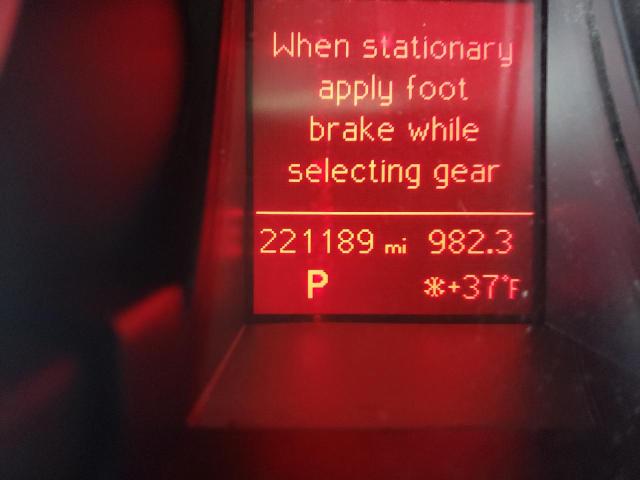 When stationary
apply foot
brake while
selecting gear
221189 mi 982.3
P *+37°F